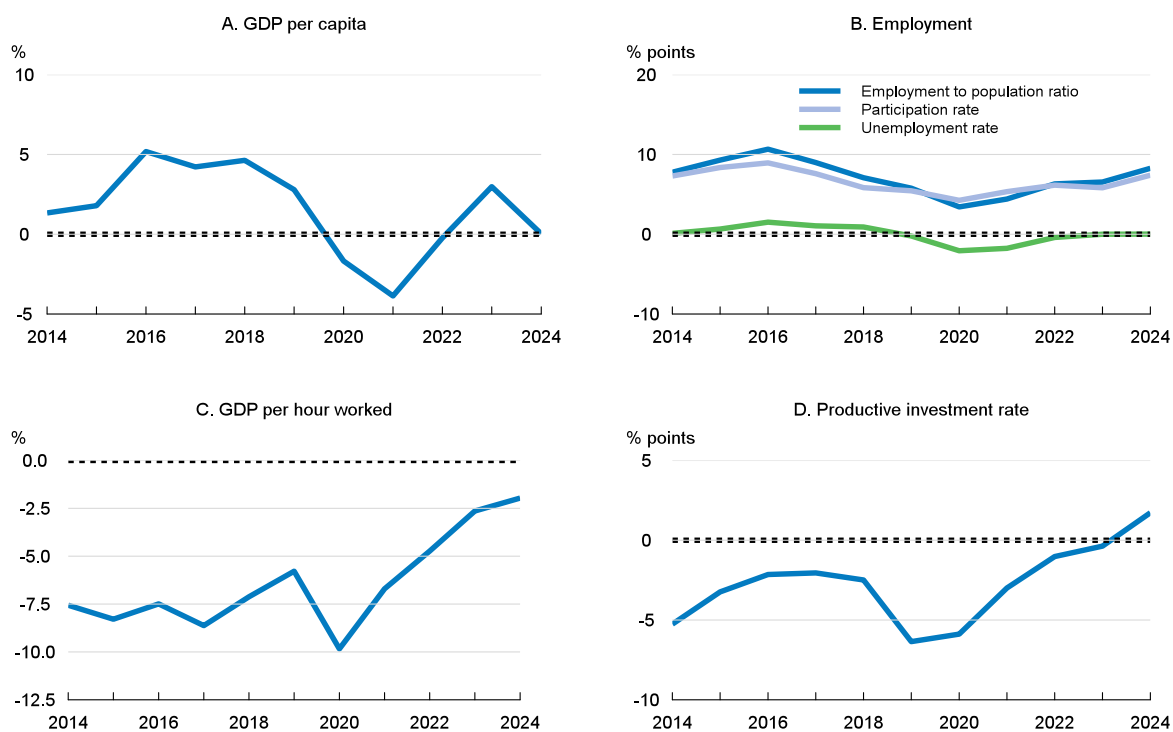 A. GDP per capita
%
10
5
0
-5
2014 2016 2018 2020 2022 2024
B. Employment
% points
20
10
0
-10
Employment to population ratio
Participation rate
Unemployment rate
2014 2016 2018 2020 2022 2024
C. GDP per hour worked
%
0.0
-2.5
-5.0
-7.5
-10.0
-12.5
2014 2016 2018 2020 2022 2024
D. Productive investment rate
% points
5
0
-5
-10
2014 2016 2018 2020 2022 2024